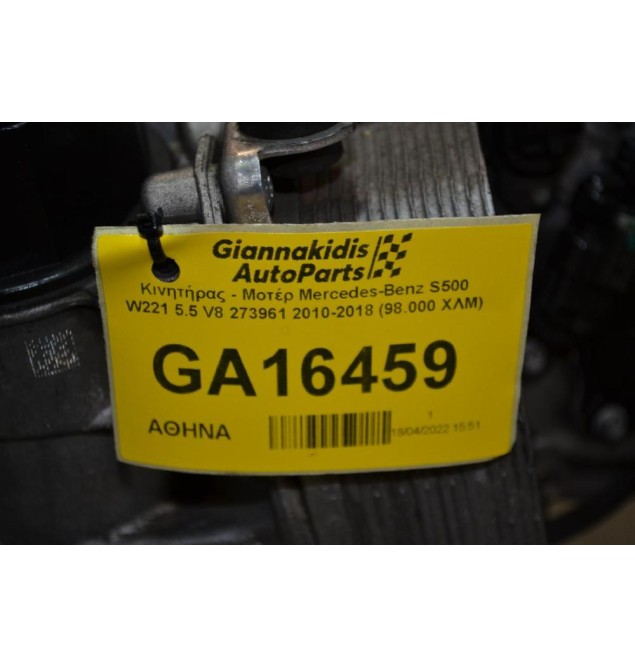 Giannakidis
AutoParts
Κινητήρας - Μοτέρ Mercedes-Benz S500
W221 5.5 V8 273961 2010-2018 (98.000 ΧΛΜ)
GA16459
ΑΘΗΝΑ
1
18/04/2022 15:51